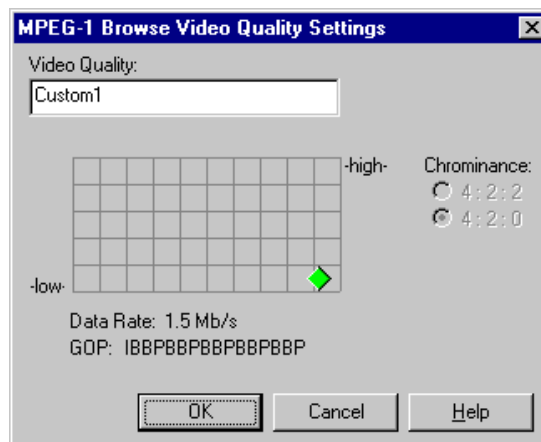 MPEG-1 Browse Video Quality Settings
Video Quality:
Custom1
-high-
Chrominance:
4:2:2
4:2:0
-low-
Data Rate: 1.5 Mb/s
GOP: IBBPBBPBBPBBPBBP
OK
Cancel
Help